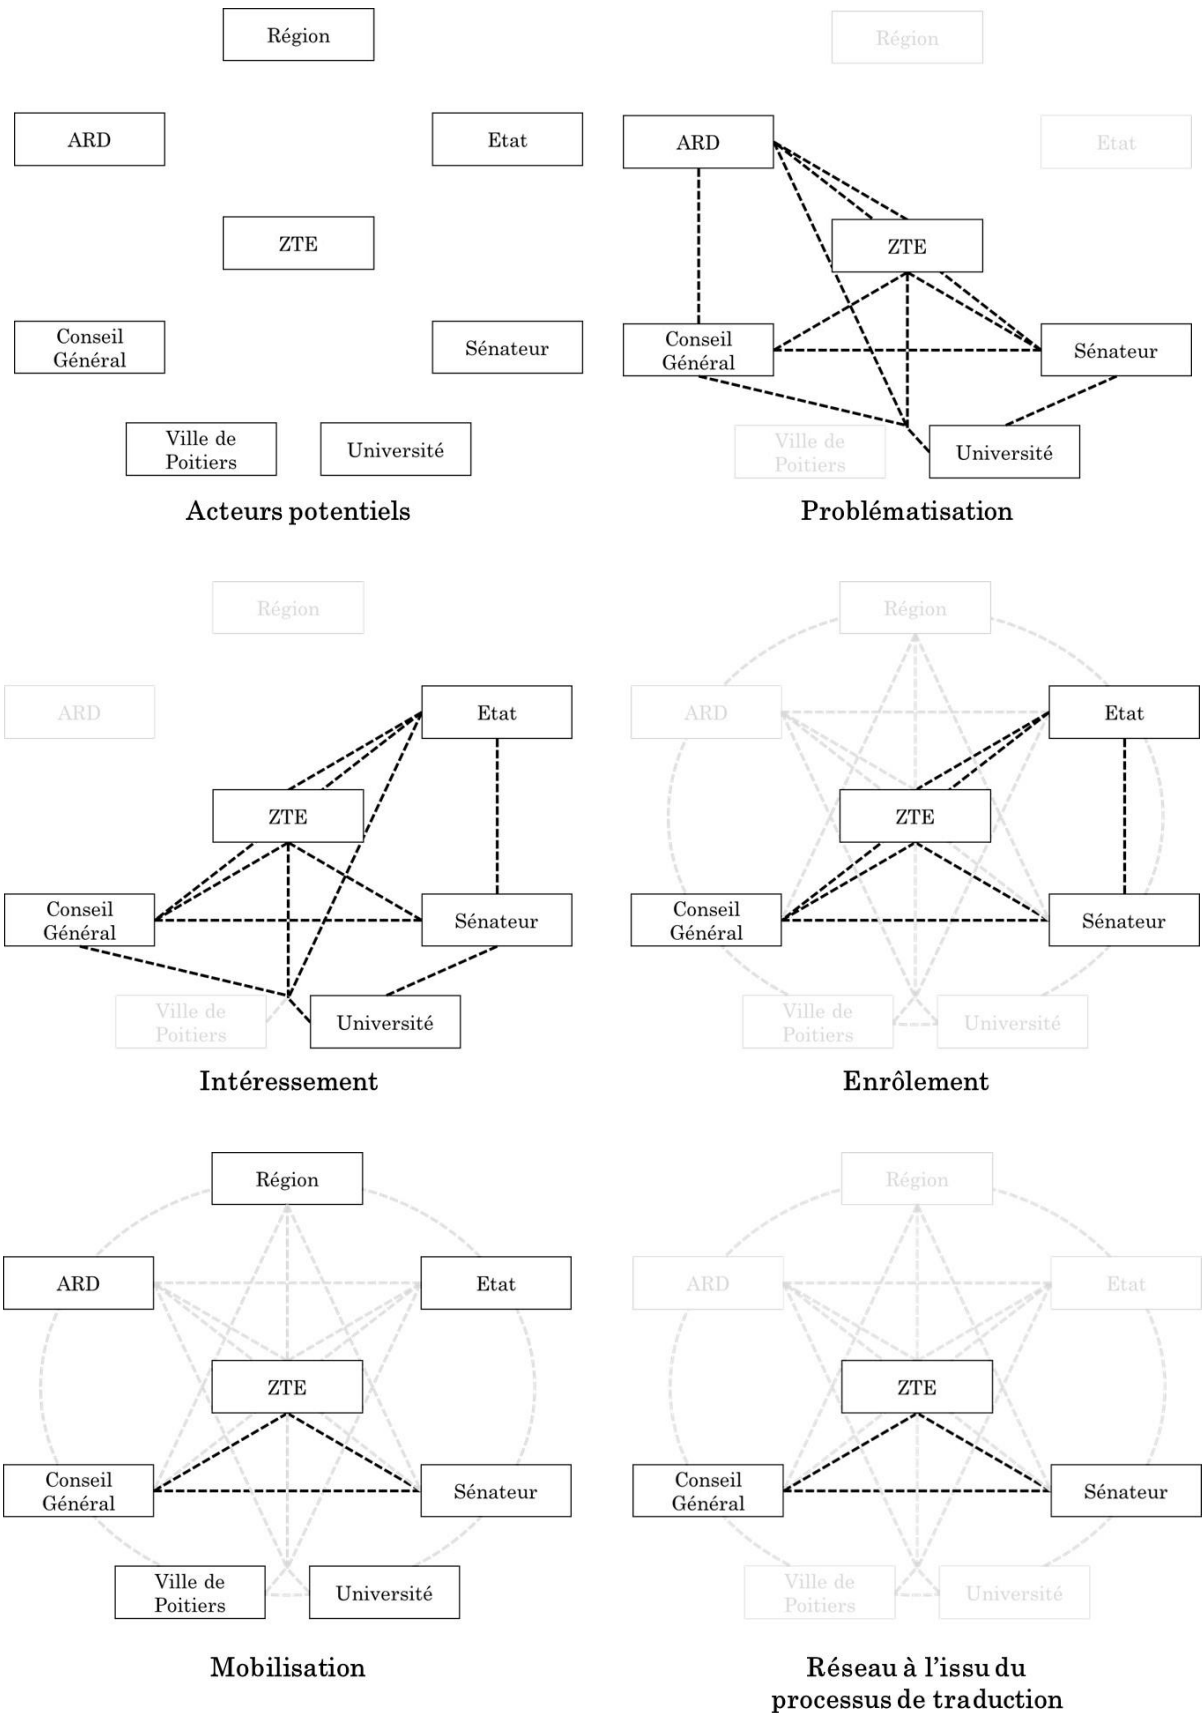 Région
ARD
Etat
ZTE
Conseil
Général
Sénateur
Ville de
Poitiers
Université
Acteurs potentiels
Région
ARD
Etat
ZTE
Conseil
Général
Sénateur
Ville de
Poitiers
Université
Problématisation
Région
ARD
Etat
ZTE
Conseil
Général
Sénateur
Ville de
Poitiers
Université
Intéressement
Région
ARD
Etat
ZTE
Conseil
Général
Sénateur
Ville de
Poitiers
Université
Enrôlement
Région
ARD
Etat
ZTE
Conseil
Général
Sénateur
Ville de
Poitiers
Université
Mobilisation
Région
ARD
Etat
ZTE
Conseil
Général
Sénateur
Ville de
Poitiers
Université
Réseau à l'issu du
processus de traduction